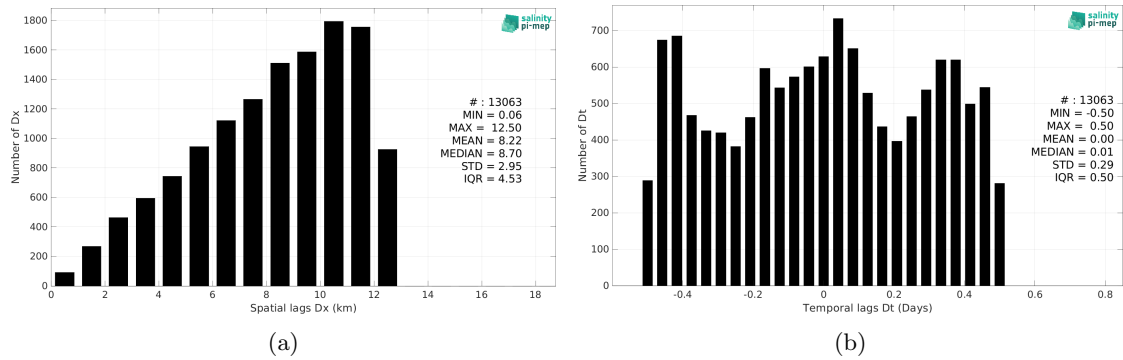 1800
1600
1400
1200
1000
800
600
400
200
0
Number of Dx
salinity
pi-mep
# : 13063
MIN = 0.06
MAX = 12.50
MEAN = 8.22
MEDIAN = 8.70
STD = 2.95
IQR = 4.53
0 2 4 6 8 10 12 14 16 18
Spatial lags Dx (km)
(a)
700
600
500
400
300
200
100
0
Number of Dt
salinity
pi-mep
# : 13063
MIN = -0.50
MAX = 0.50
MEAN = 0.00
MEDIAN = 0.01
STD = 0.29
IQR = 0.50
-0.4 -0.2 0 0.2 0.4 0.6 0.8
Temporal lags Dt (Days)
(b)